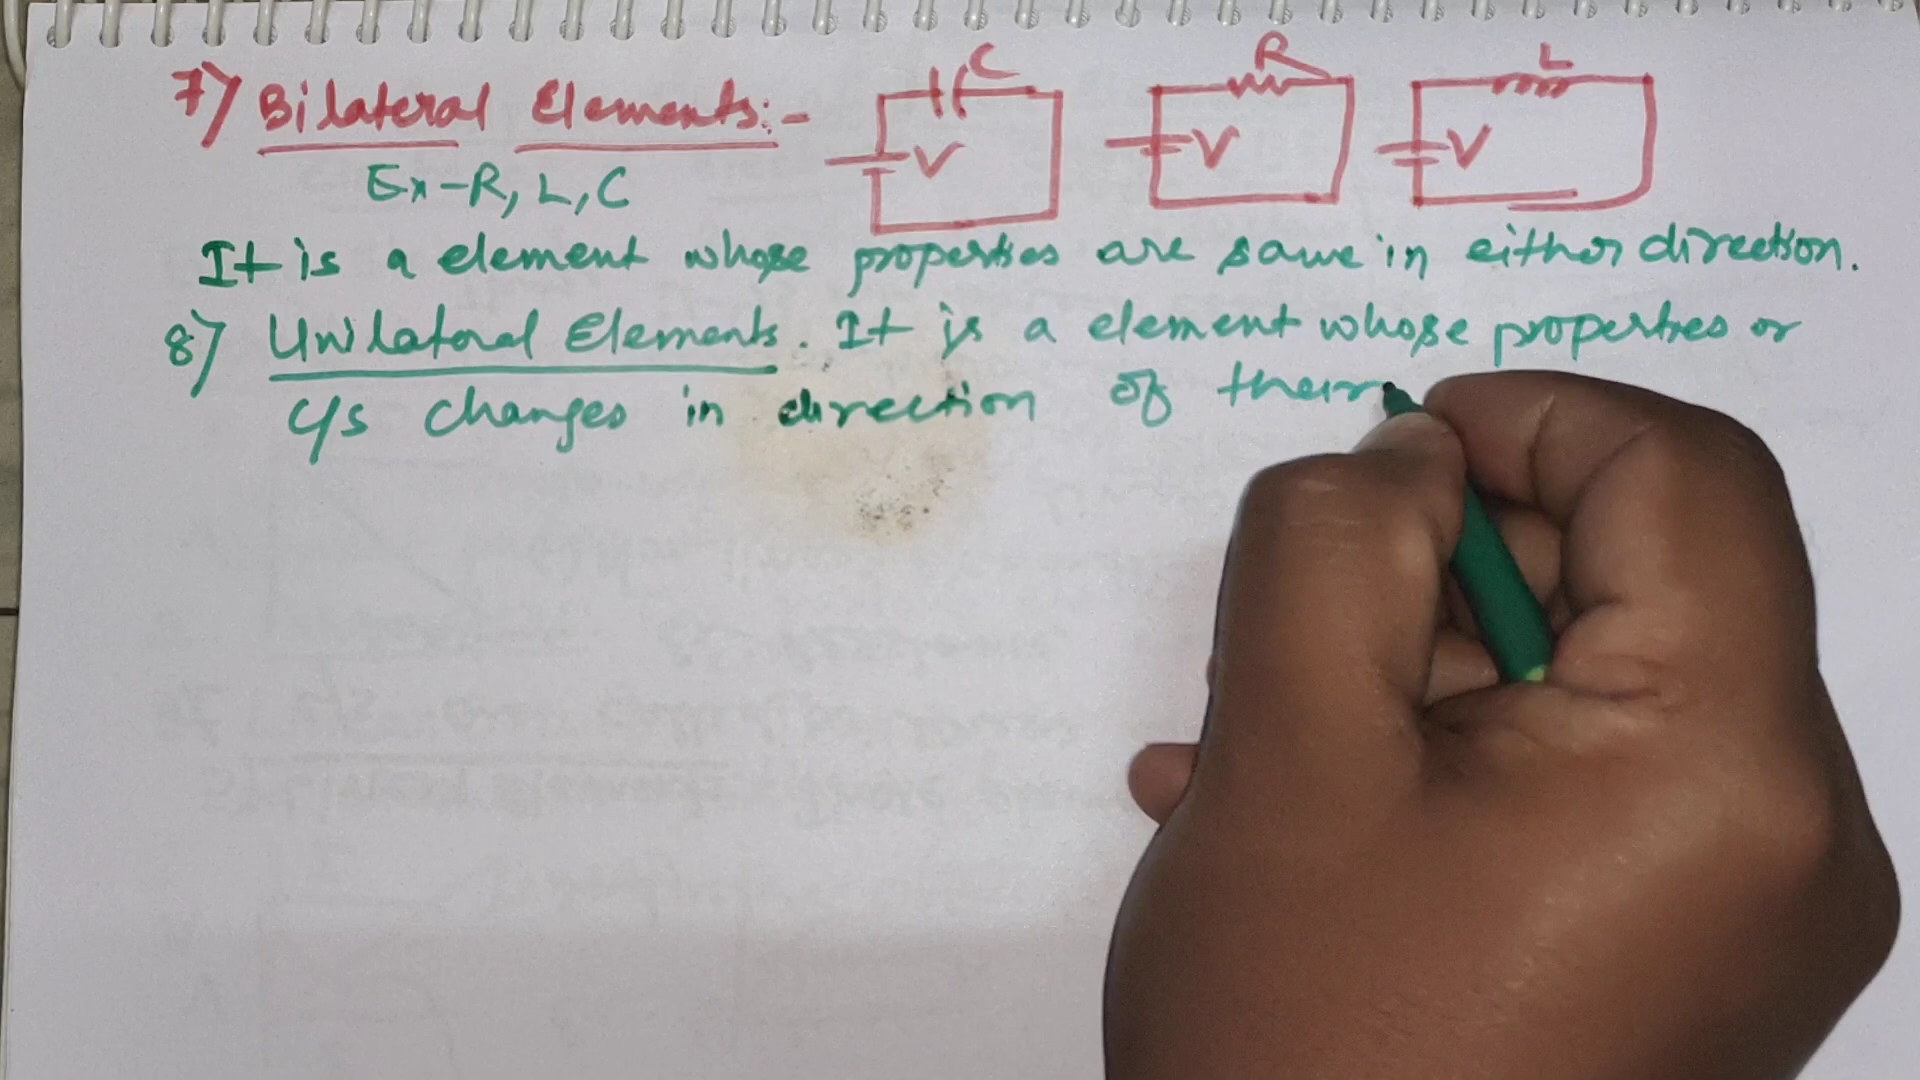 7) Bilateral Elements:-
C
R
L
V
V
V
Ex-R, L, C
It is a element whose properties are same in either direction.
8) Unilateral Elements. It is a element whose properties or
c/s changes in direction of their